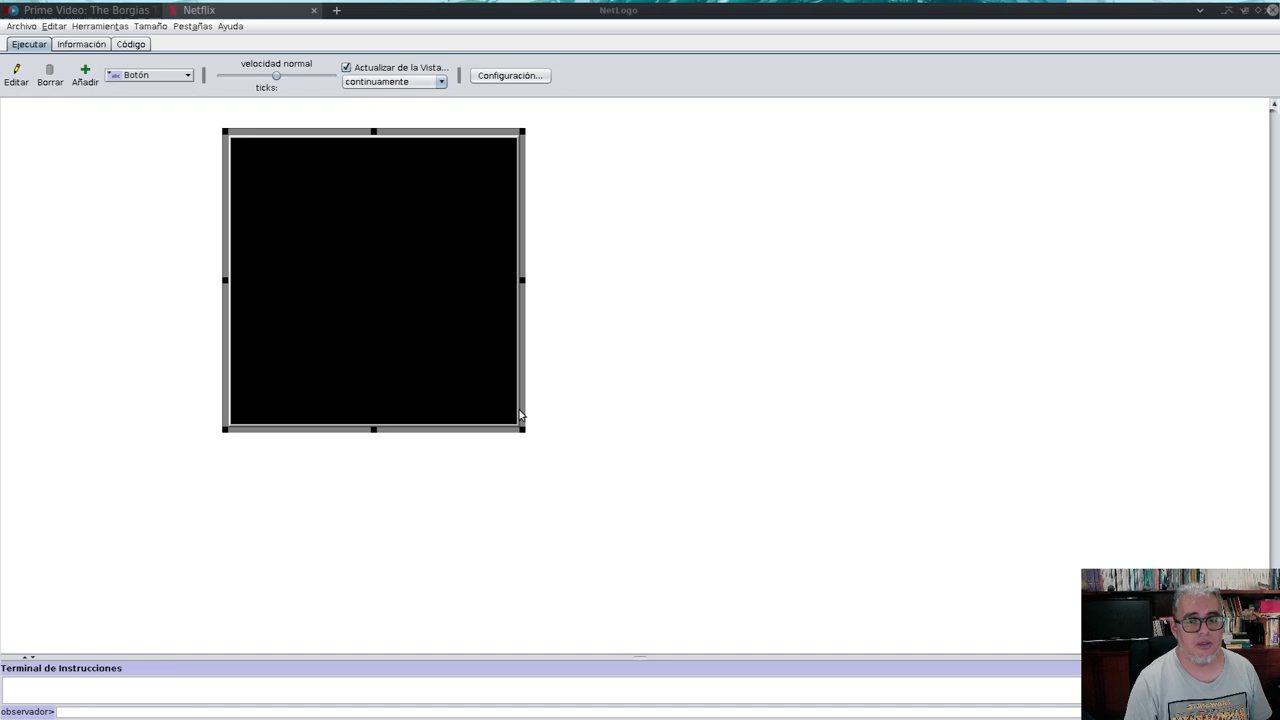 Prime Video: The Borgias
Netflix
NetLogo
Archivo Editar Herramientas Tamaño Pestañas Ayuda
Ejecutar Información Código
Editar Borrar Añadir
abc Botón
velocidad normal
ticks:
Actualizar de la Vista...
continuamente
Configuración...
Terminal de Instrucciones
observador>